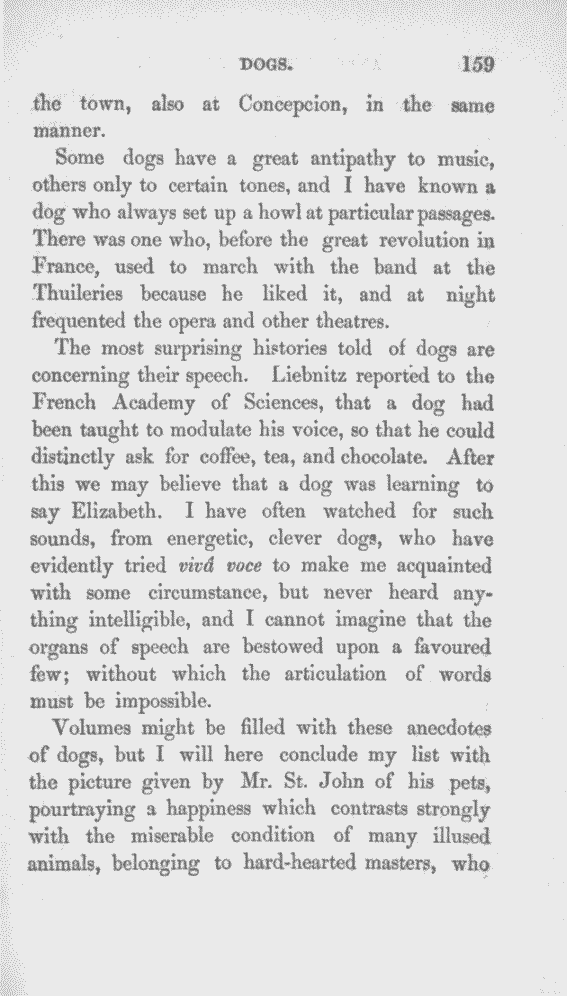 DOGS. 159
the town, also at Concepcion, in the same
manner.
Some dogs have a great antipathy to music,
others only to certain tones, and I have known a
dog who always set up a howl at particular passages.
There was one who, before the great revolution in
France, used to march with the band at the
Thuileries because he liked it, and at night
frequented the opera and other theatres.
The most surprising histories told of dogs are
concerning their speech. Liebnitz reported to the
French Academy of Sciences, that a dog had
been taught to modulate his voice, so that he could
distinctly ask for coffee, tea, and chocolate. After
this we may believe that a dog was learning to
say Elizabeth. I have often watched for such
sounds, from energetic, clever dogs, who have
evidently tried vivâ voce to make me acquainted
with some circumstance, but never heard any-
thing intelligible, and I cannot imagine that the
organs of speech are bestowed upon a favoured
few; without which the articulation of words
must be impossible.
Volumes might be filled with these anecdotes
of dogs, but I will here conclude my list with
the picture given by Mr. St. John of his pets,
pourtraying a happiness which contrasts strongly
with the miserable condition of many illused
animals, belonging to hard-hearted masters, who